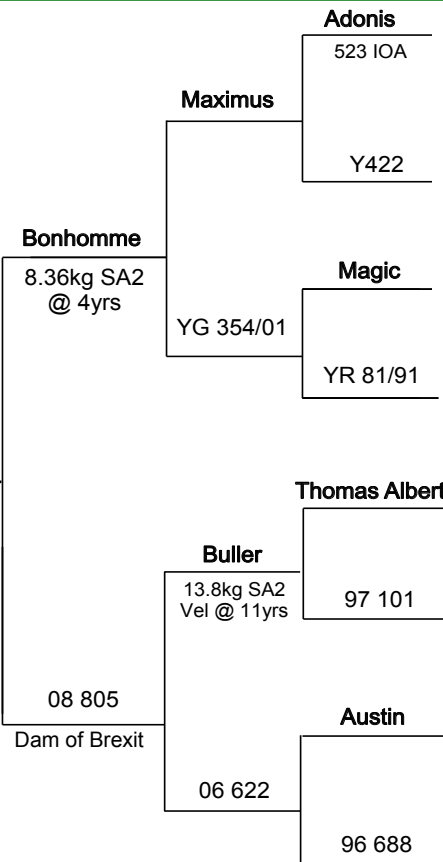 Adonis
523 IOA
Maximus
Y422
Bonhomme
8.36kg SA2
@ 4yrs
Magic
YG 354/01
YR 81/91
Thomas Albert
Buller
13.8kg SA2
Vel @ 11yrs
97 101
08 805
Dam of Brexit
Austin
06 622
96 688